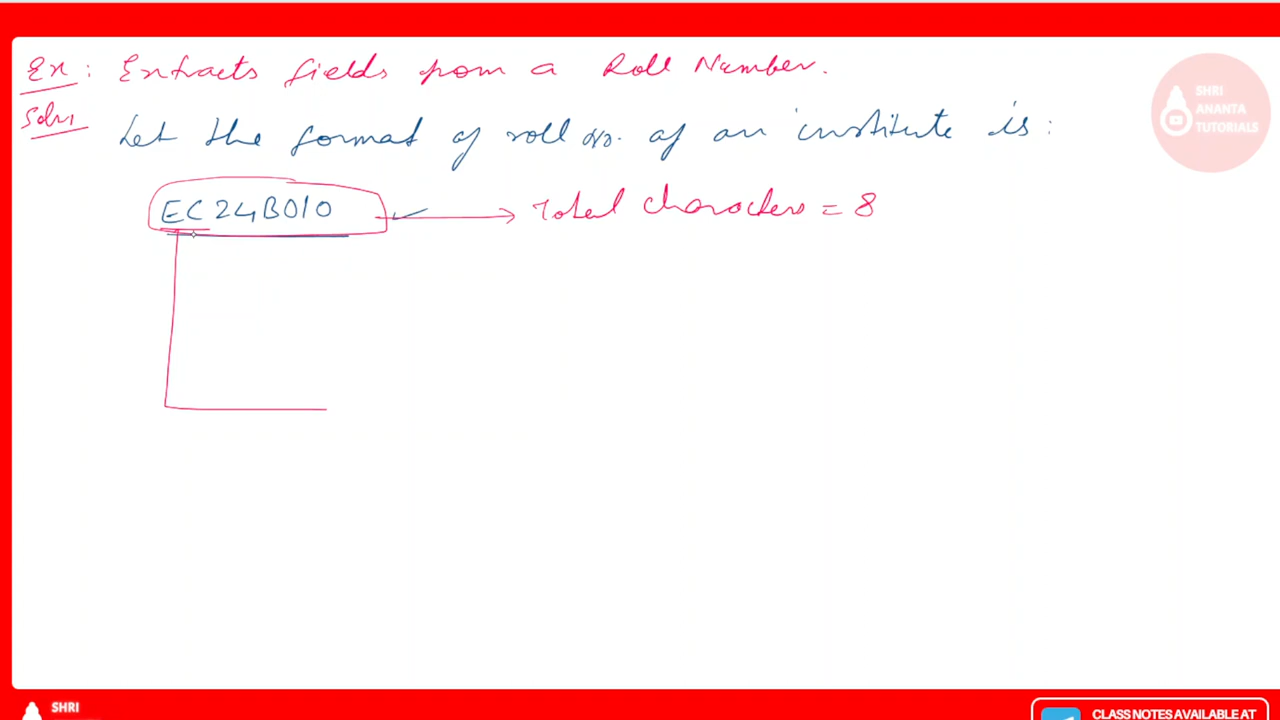 Ex: Extracts fields from a Roll Number.
Soln
Let the format of roll no. of an institute is:
EC24B010 → Total characters = 8
SHRI
ANANTA
TUTORIALS
SHRI
CLASS NOTES AVAILABLE AT